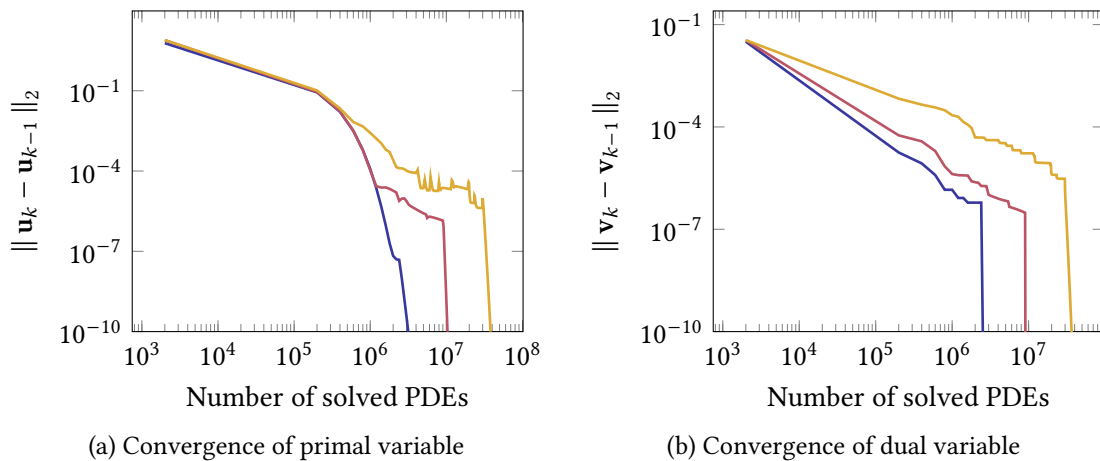 10^−1
10^−4
10^−7
10^−10
‖ u_k − u_{k−1} ‖_2
10^3 10^4 10^5 10^6 10^7 10^8
Number of solved PDEs
(a) Convergence of primal variable
10^−1
10^−4
10^−7
10^−10
‖ v_k − v_{k−1} ‖_2
10^3 10^4 10^5 10^6 10^7
Number of solved PDEs
(b) Convergence of dual variable